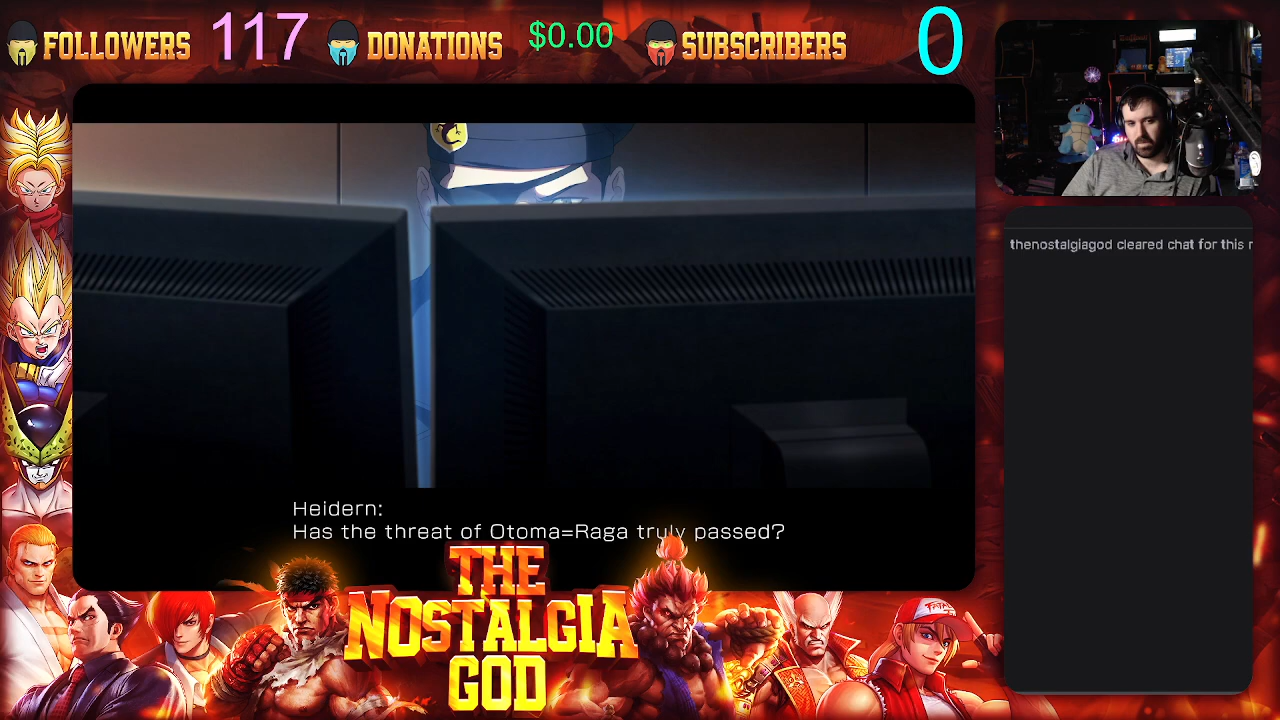 FOLLOWERS 117 DONATIONS $0.00 SUBSCRIBERS 0
thenostalgiagod cleared chat for this
Heidern:
Has the threat of Otoma=Raga truly passed?
THE
NOSTALGIA
GOD
FATAL